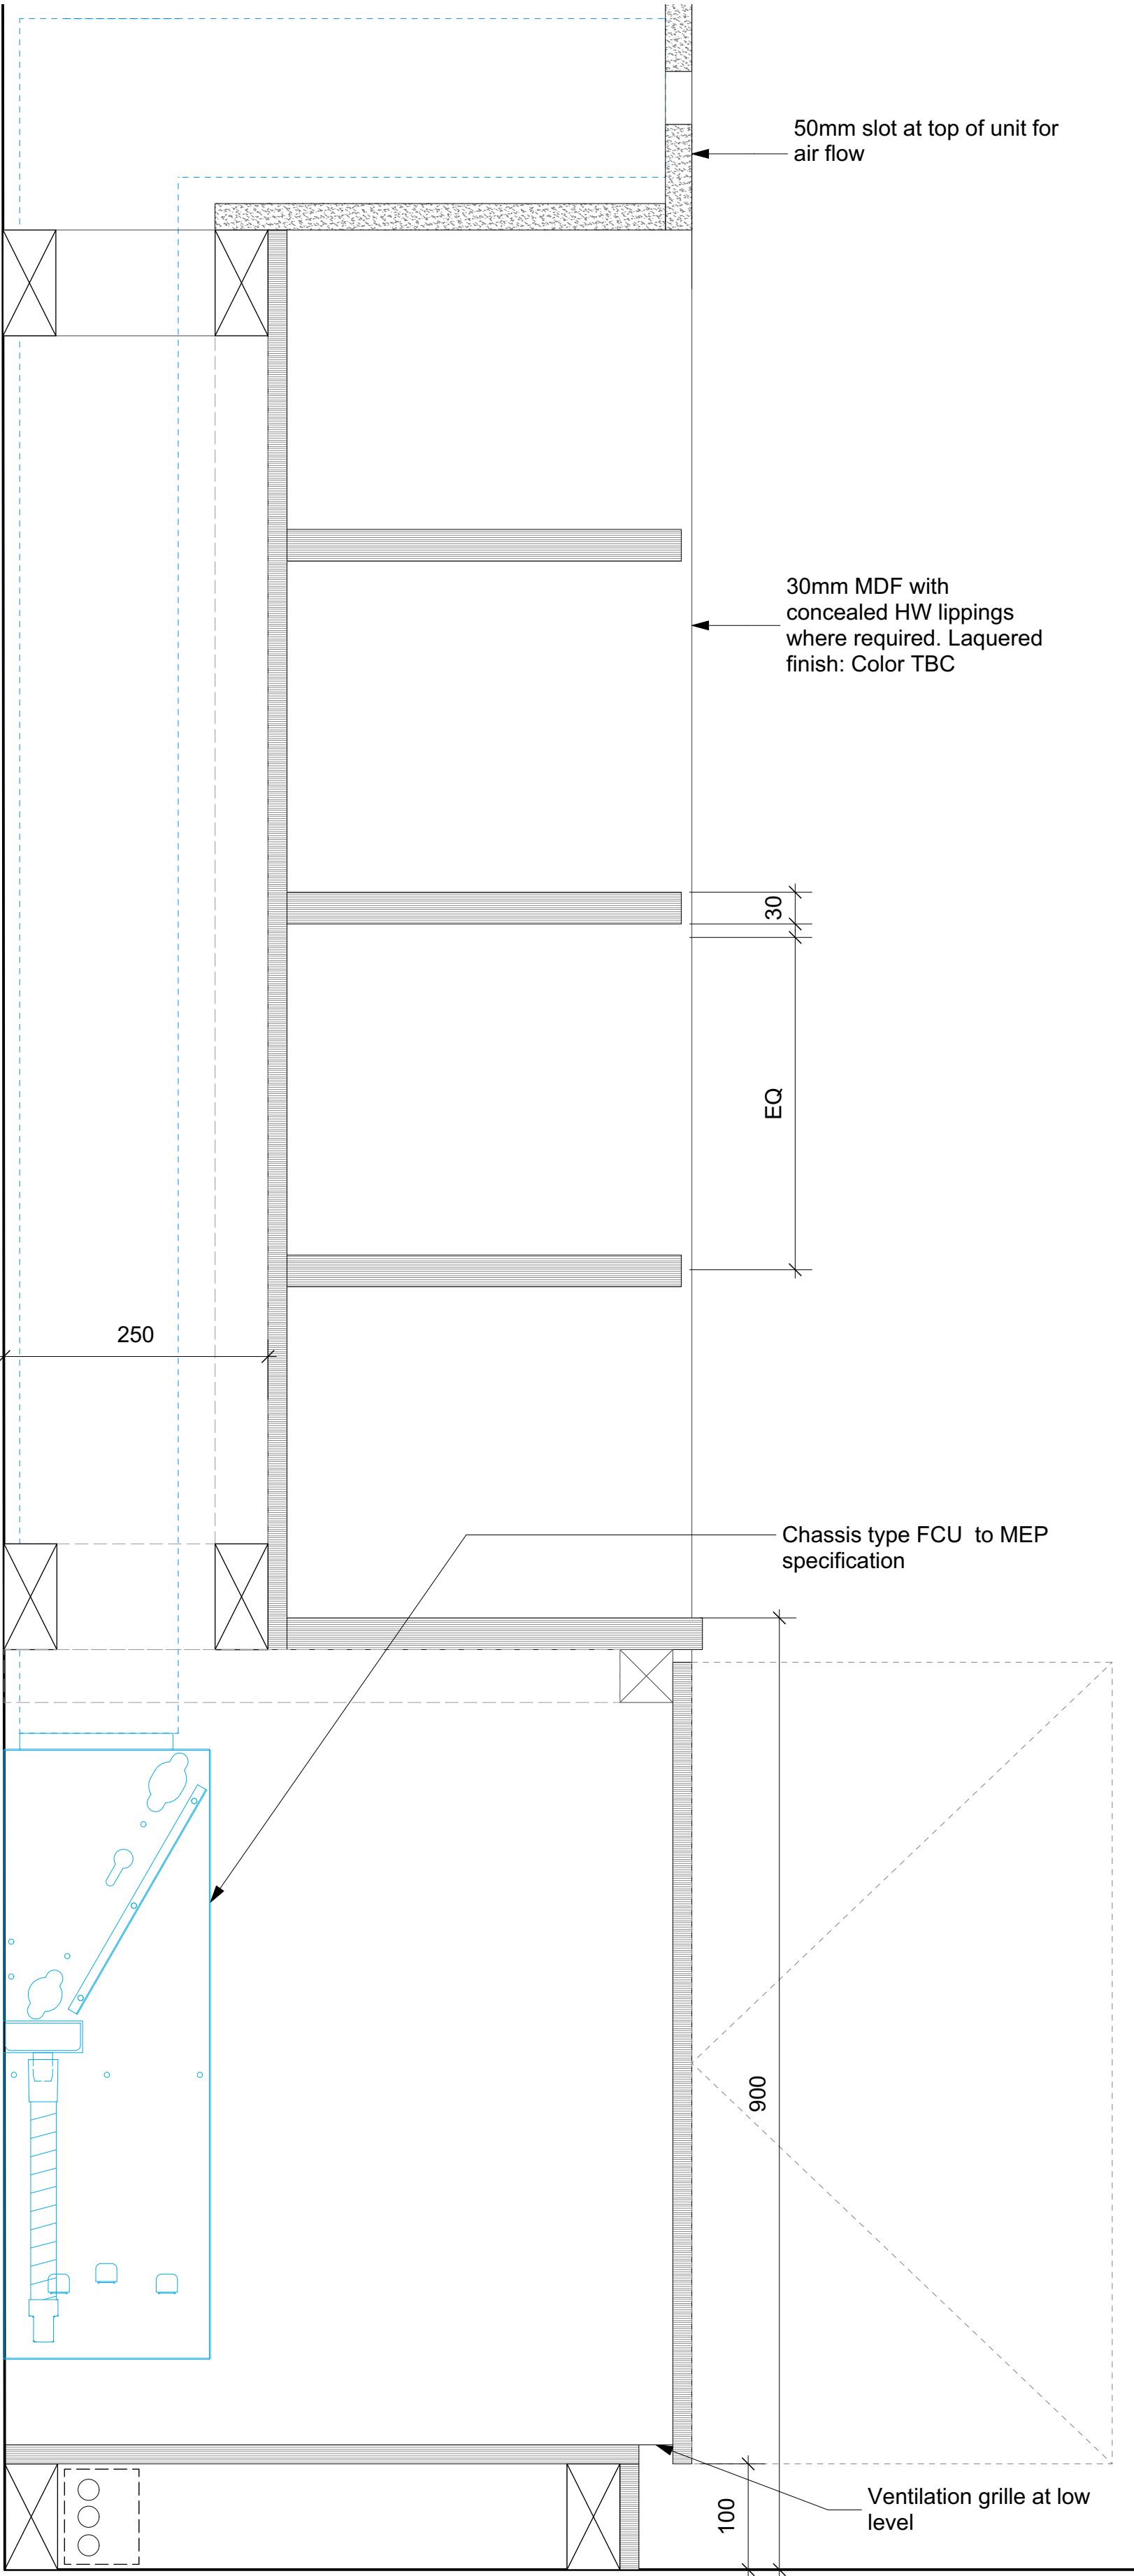 50mm slot at top of unit for
air flow
30mm MDF with
concealed HW lippings
where required. Laquered
finish: Color TBC
30
EQ
250
Chassis type FCU to MEP
specification
900
100
Ventilation grille at low
level